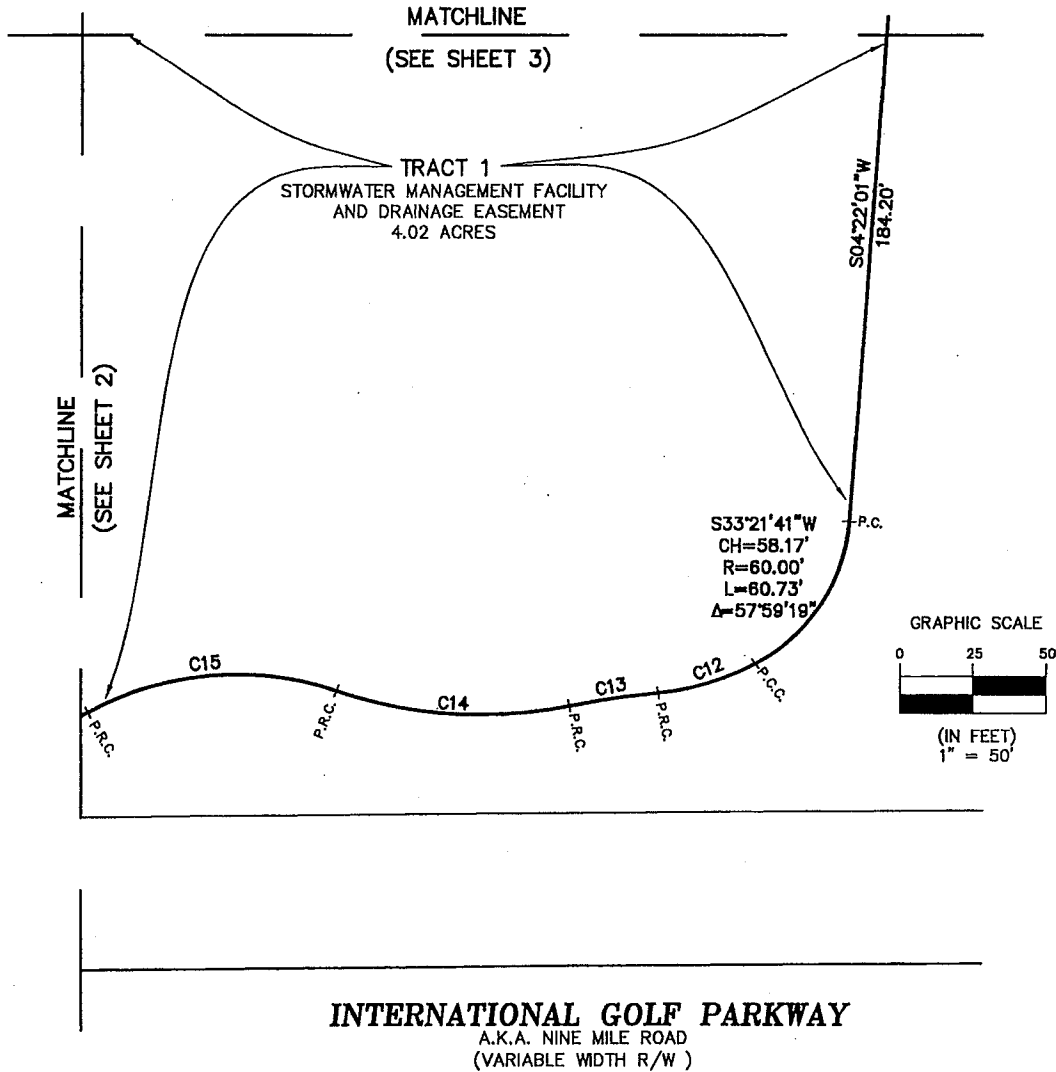 MATCHLINE
(SEE SHEET 3)
TRACT 1
STORMWATER MANAGEMENT FACILITY
AND DRAINAGE EASEMENT
4.02 ACRES
S04°22'01"W
184.20'
MATCHLINE
(SEE SHEET 2)
S33°21'41"W
CH=58.17'
R=60.00'
L=60.73'
Δ=57°59'19"
P.C.
GRAPHIC SCALE
0 25 50
(IN FEET)
1" = 50'
C15
C14
C13
C12
P.R.C.
P.R.C.
P.R.C.
P.R.C.
P.C.C.
INTERNATIONAL GOLF PARKWAY
A.K.A. NINE MILE ROAD
(VARIABLE WIDTH R/W )